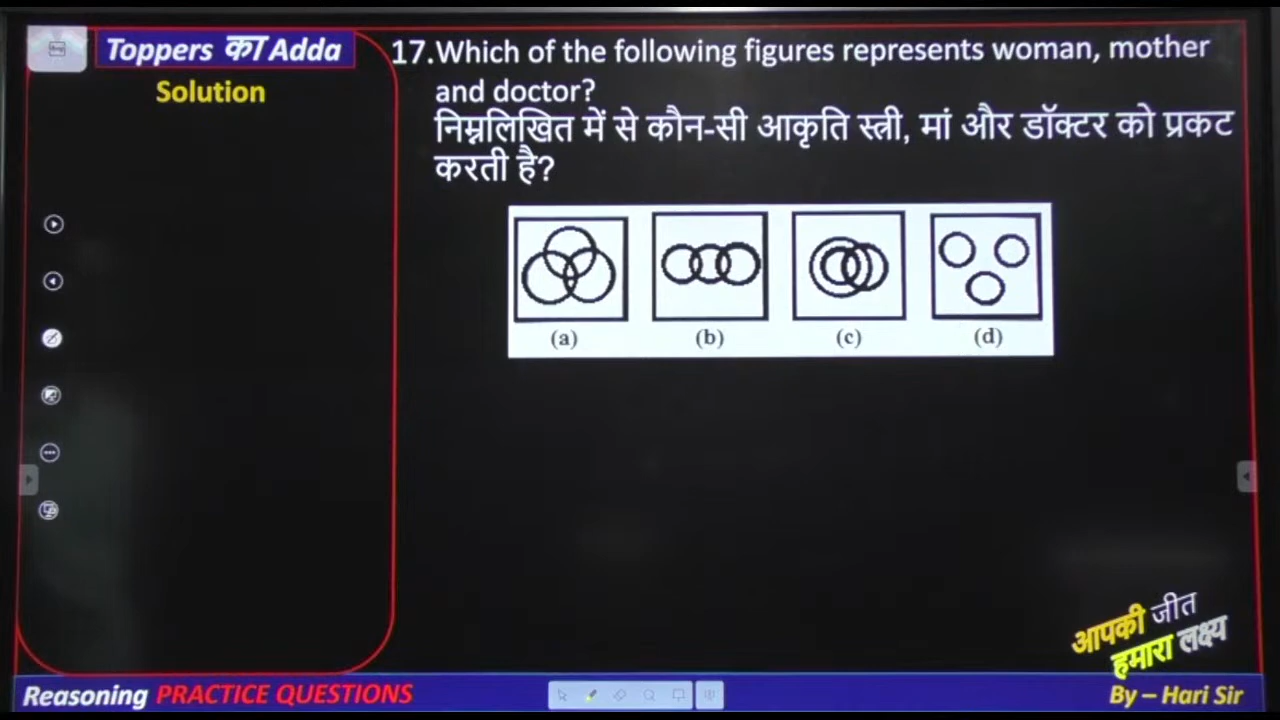 Toppers का Adda
Solution
17.Which of the following figures represents woman, mother
and doctor?
निम्नलिखित में से कौन-सी आकृति स्त्री, मां और डॉक्टर को प्रकट
करती है?
(a) (b) (c) (d)
आपकी जीत
हमारा लक्ष्य
Reasoning PRACTICE QUESTIONS
By – Hari Sir